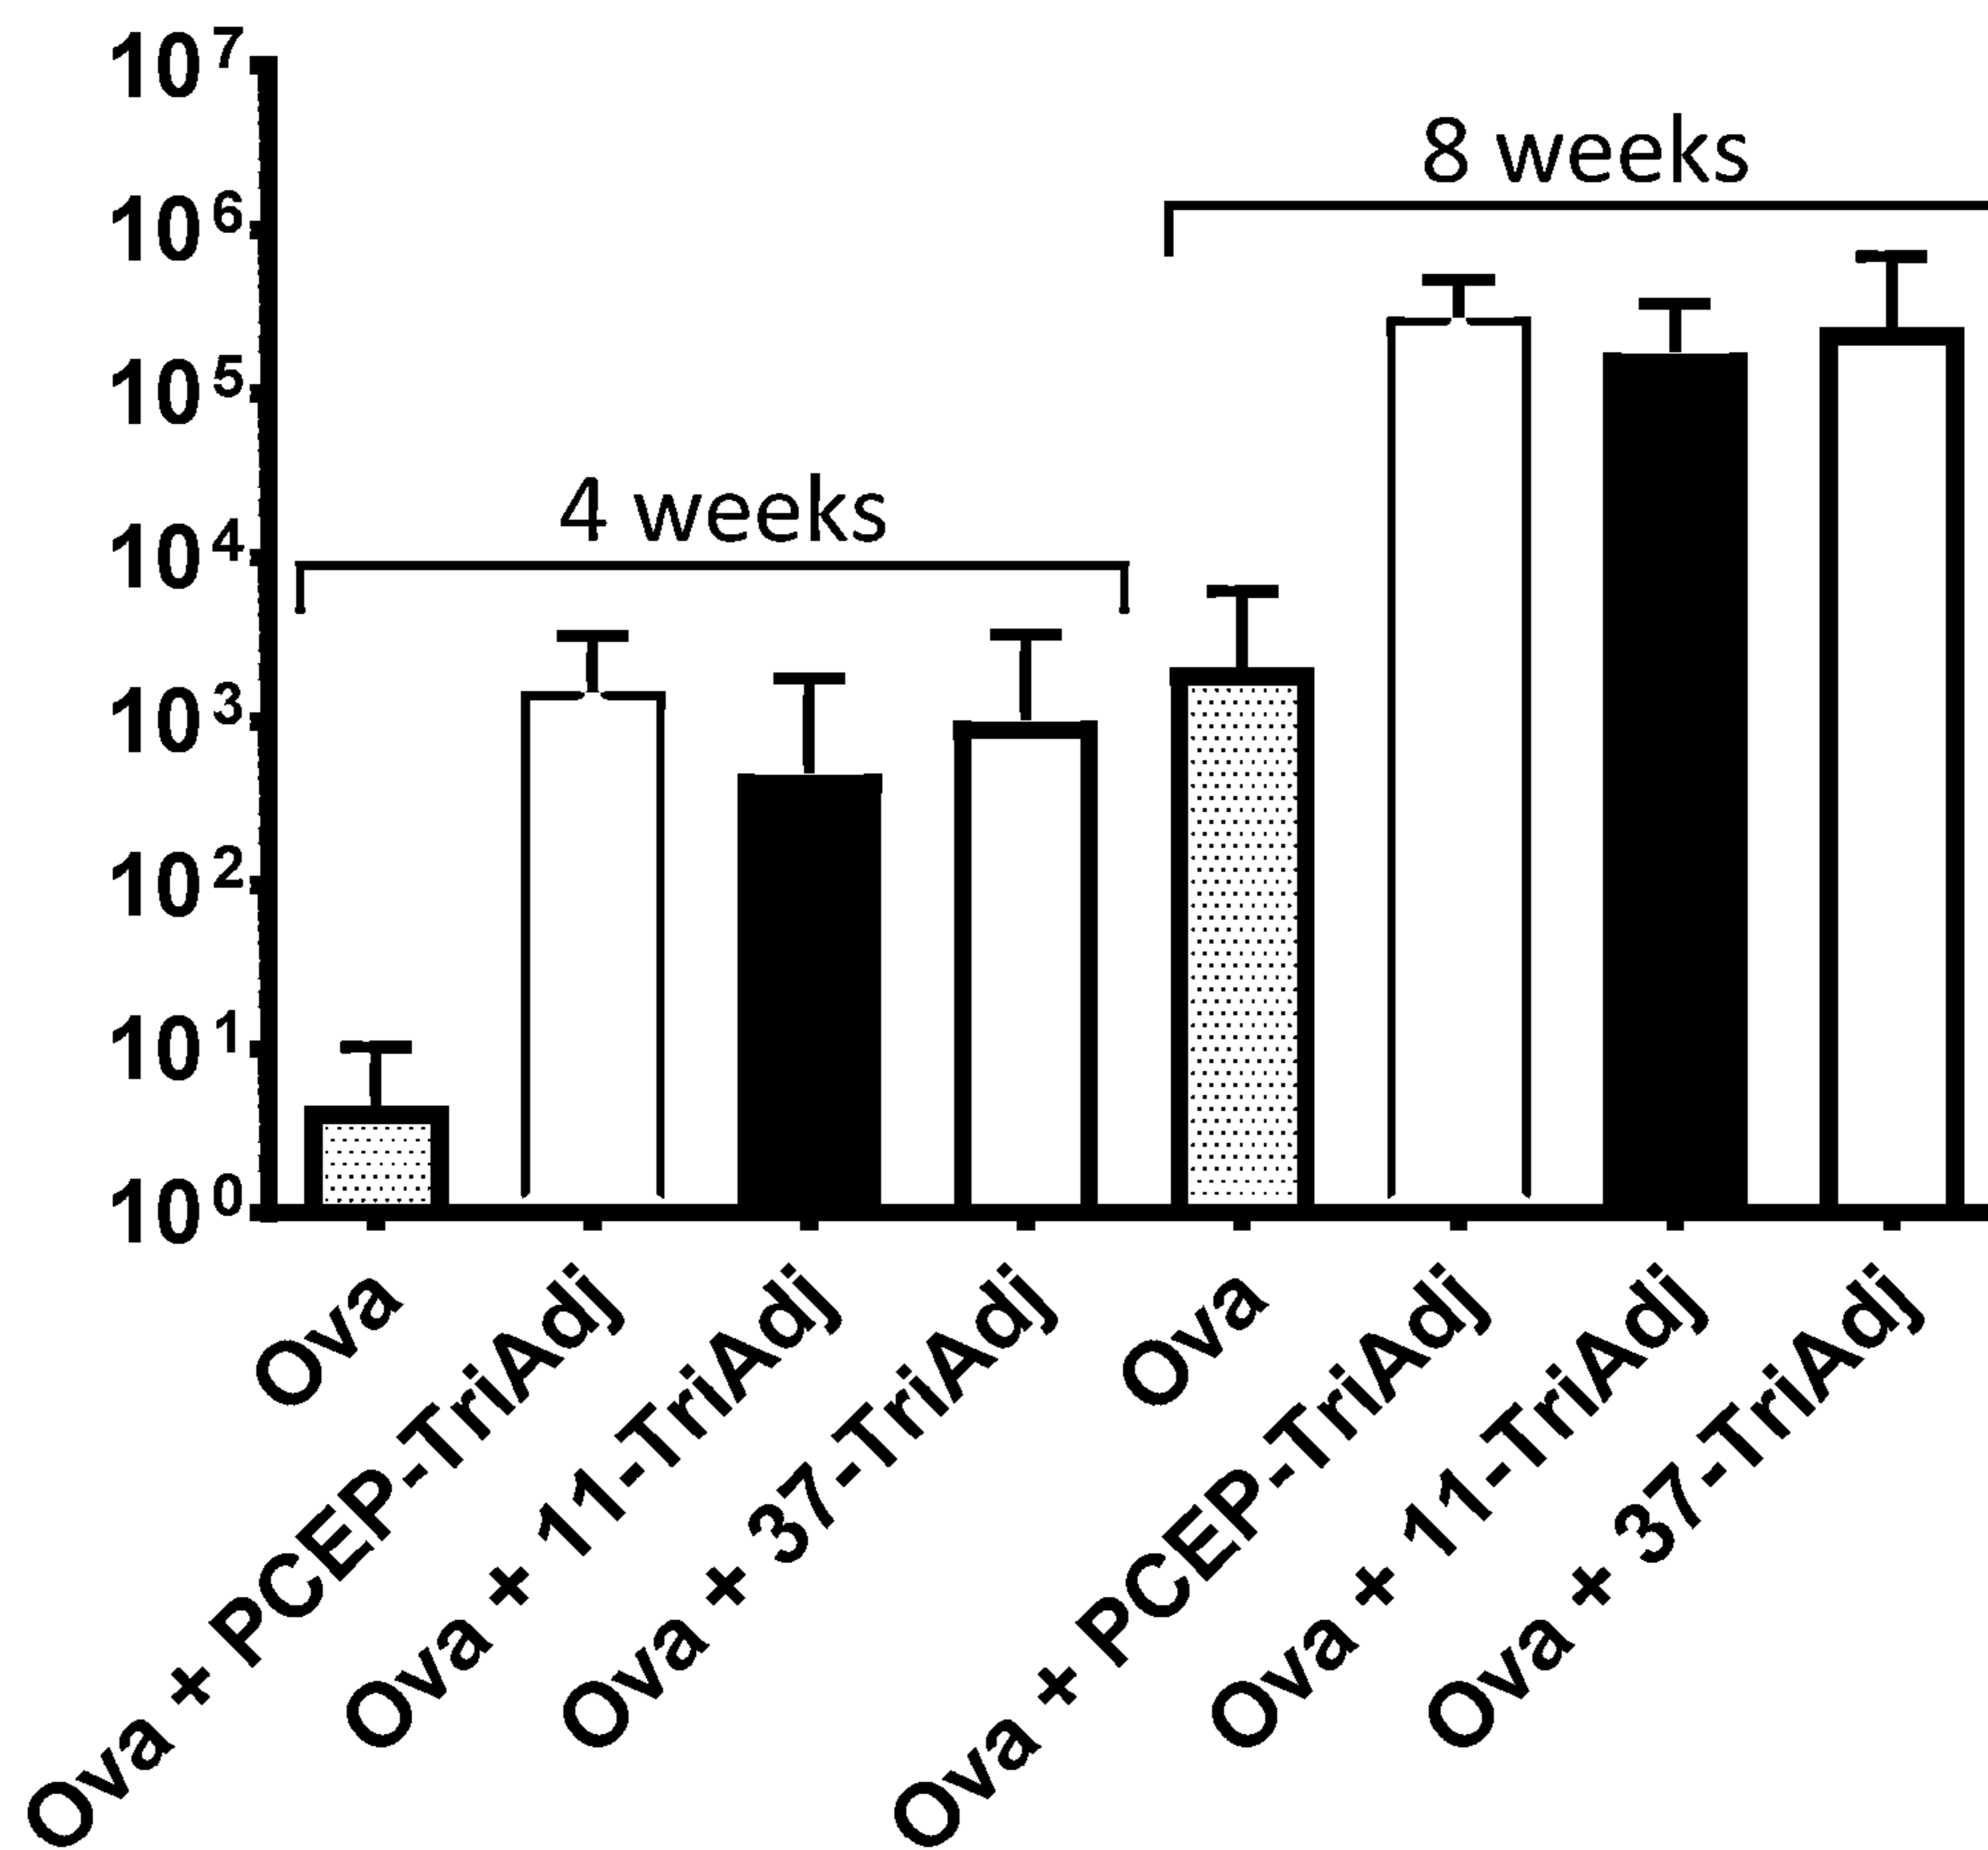 10⁷
10⁶
10⁵
10⁴
10³
10²
10¹
10⁰
4 weeks
8 weeks
Ova
Ova + PCEP-TriAdj
Ova + 11-TriAdj
Ova + 37-TriAdj
Ova
Ova + PCEP-TriAdj
Ova + 11-TriAdj
Ova + 37-TriAdj